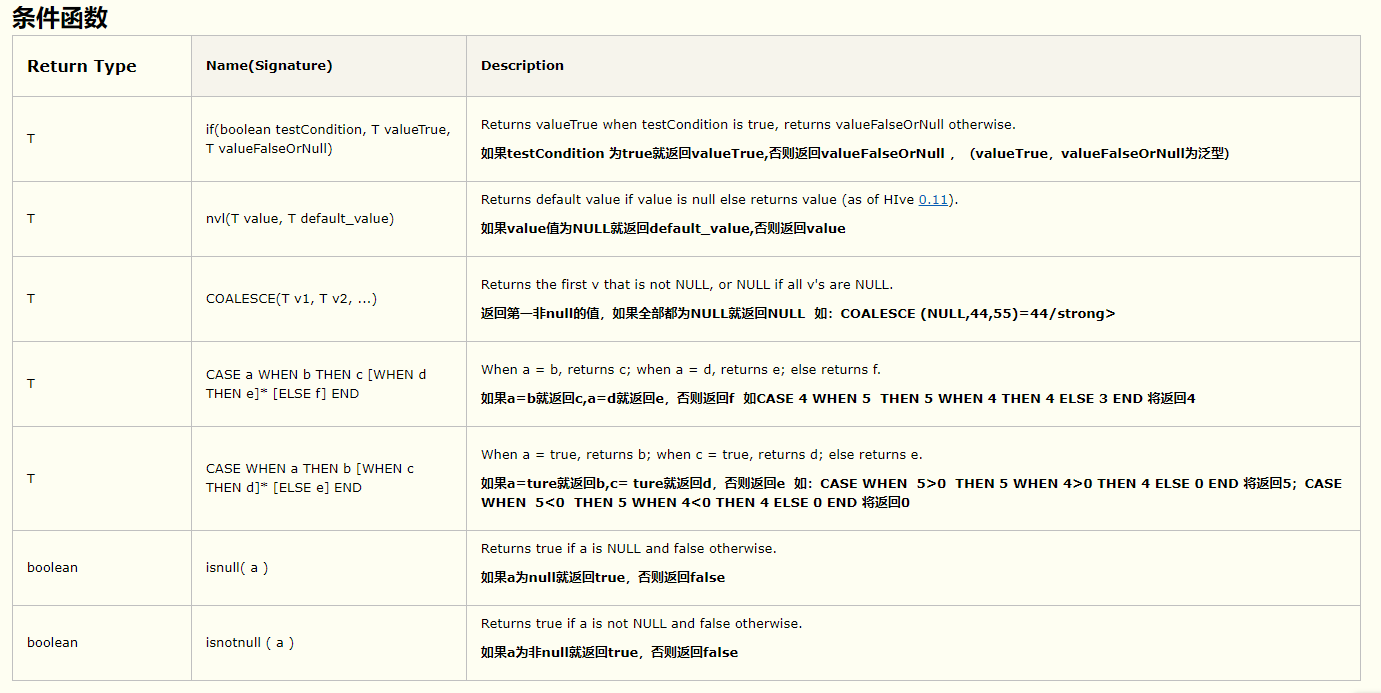 条件函数
Return Type
Name(Signature)
Description
T
if(boolean testCondition, T valueTrue,
T valueFalseOrNull)
Returns valueTrue when testCondition is true, returns valueFalseOrNull otherwise.
如果testCondition 为true就返回valueTrue,否则返回valueFalseOrNull ，（valueTrue，valueFalseOrNull为泛型)
T
nvl(T value, T default_value)
Returns default value if value is null else returns value (as of HIve 0.11).
如果value值为NULL就返回default_value,否则返回value
T
COALESCE(T v1, T v2, ...)
Returns the first v that is not NULL, or NULL if all v's are NULL.
返回第一非null的值，如果全部都为NULL就返回NULL  如：COALESCE (NULL,44,55)=44/strong>
T
CASE a WHEN b THEN c [WHEN d
THEN e]* [ELSE f] END
When a = b, returns c; when a = d, returns e; else returns f.
如果a=b就返回c,a=d就返回e，否则返回f  如CASE 4 WHEN 5  THEN 5 WHEN 4 THEN 4 ELSE 3 END 将返回4
T
CASE WHEN a THEN b [WHEN c
THEN d]* [ELSE e] END
When a = true, returns b; when c = true, returns d; else returns e.
如果a=ture就返回b,c= ture就返回d，否则返回e  如：CASE WHEN  5>0  THEN 5 WHEN 4>0 THEN 4 ELSE 0 END 将返回5；CASE
WHEN  5<0  THEN 5 WHEN 4<0 THEN 4 ELSE 0 END 将返回0
boolean
isnull( a )
Returns true if a is NULL and false otherwise.
如果a为null就返回true，否则返回false
boolean
isnotnull ( a )
Returns true if a is not NULL and false otherwise.
如果a为非null就返回true，否则返回false